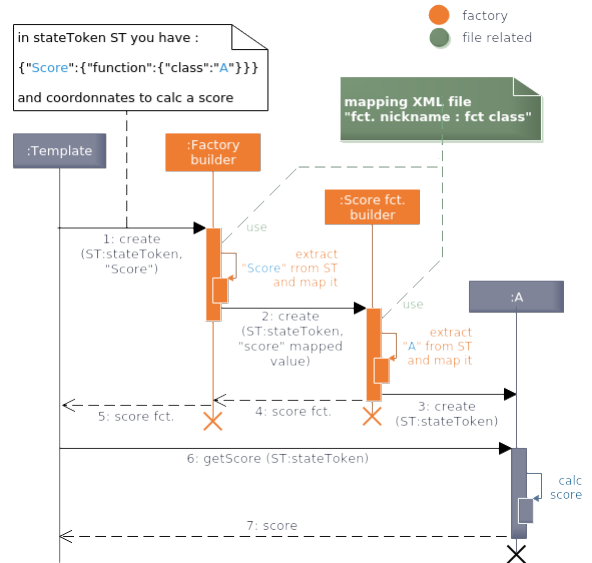 factory
file related
in stateToken ST you have :
{"Score":{"function":{"class":"A"}}}
and coordonnates to calc a score
mapping XML file
"fct. nickname : fct class"
:Template
:Factory
builder
:Score fct.
builder
:A
use
1: create
(ST:stateToken,
"Score")
extract
"Score" rrom ST
and map it
use
2: create
(ST:stateToken,
"score" mapped
value)
extract
"A" from ST
and map it
3: create
(ST:stateToken)
4: score fct.
5: score fct.
6: getScore (ST:stateToken)
calc
score
7: score